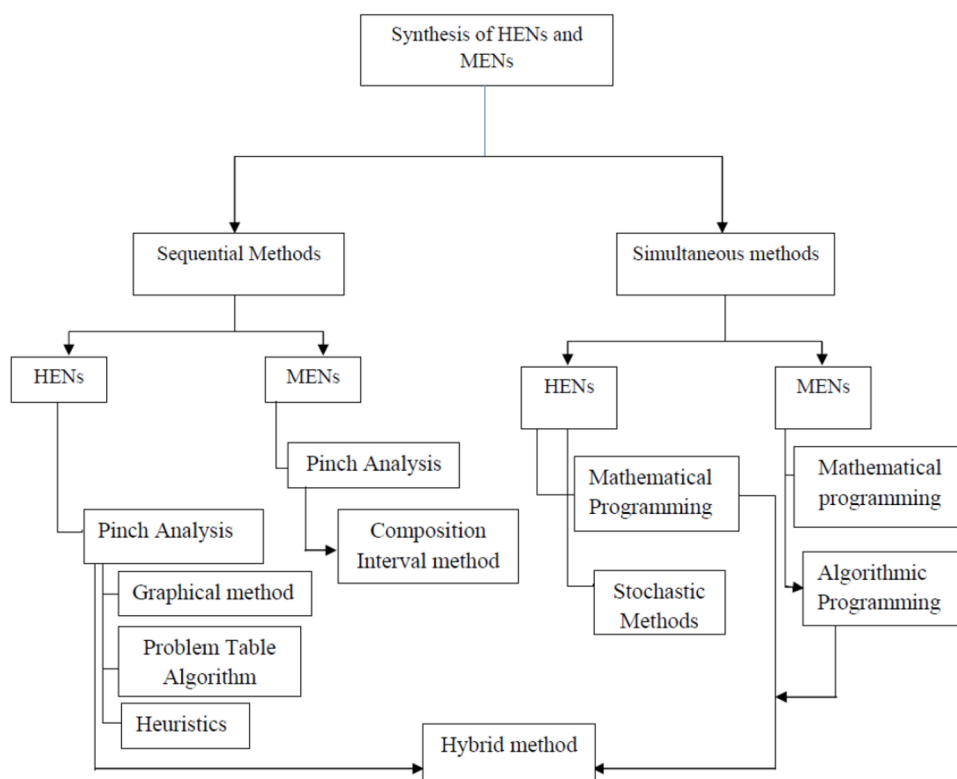 Synthesis of HENs and
MENs
Sequential Methods
Simultaneous methods
HENs
MENs
HENs
MENs
Pinch Analysis
Mathematical
Programming
Mathematical
programming
Pinch Analysis
Composition
Interval method
Graphical method
Stochastic
Methods
Algorithmic
Programming
Problem Table
Algorithm
Heuristics
Hybrid method